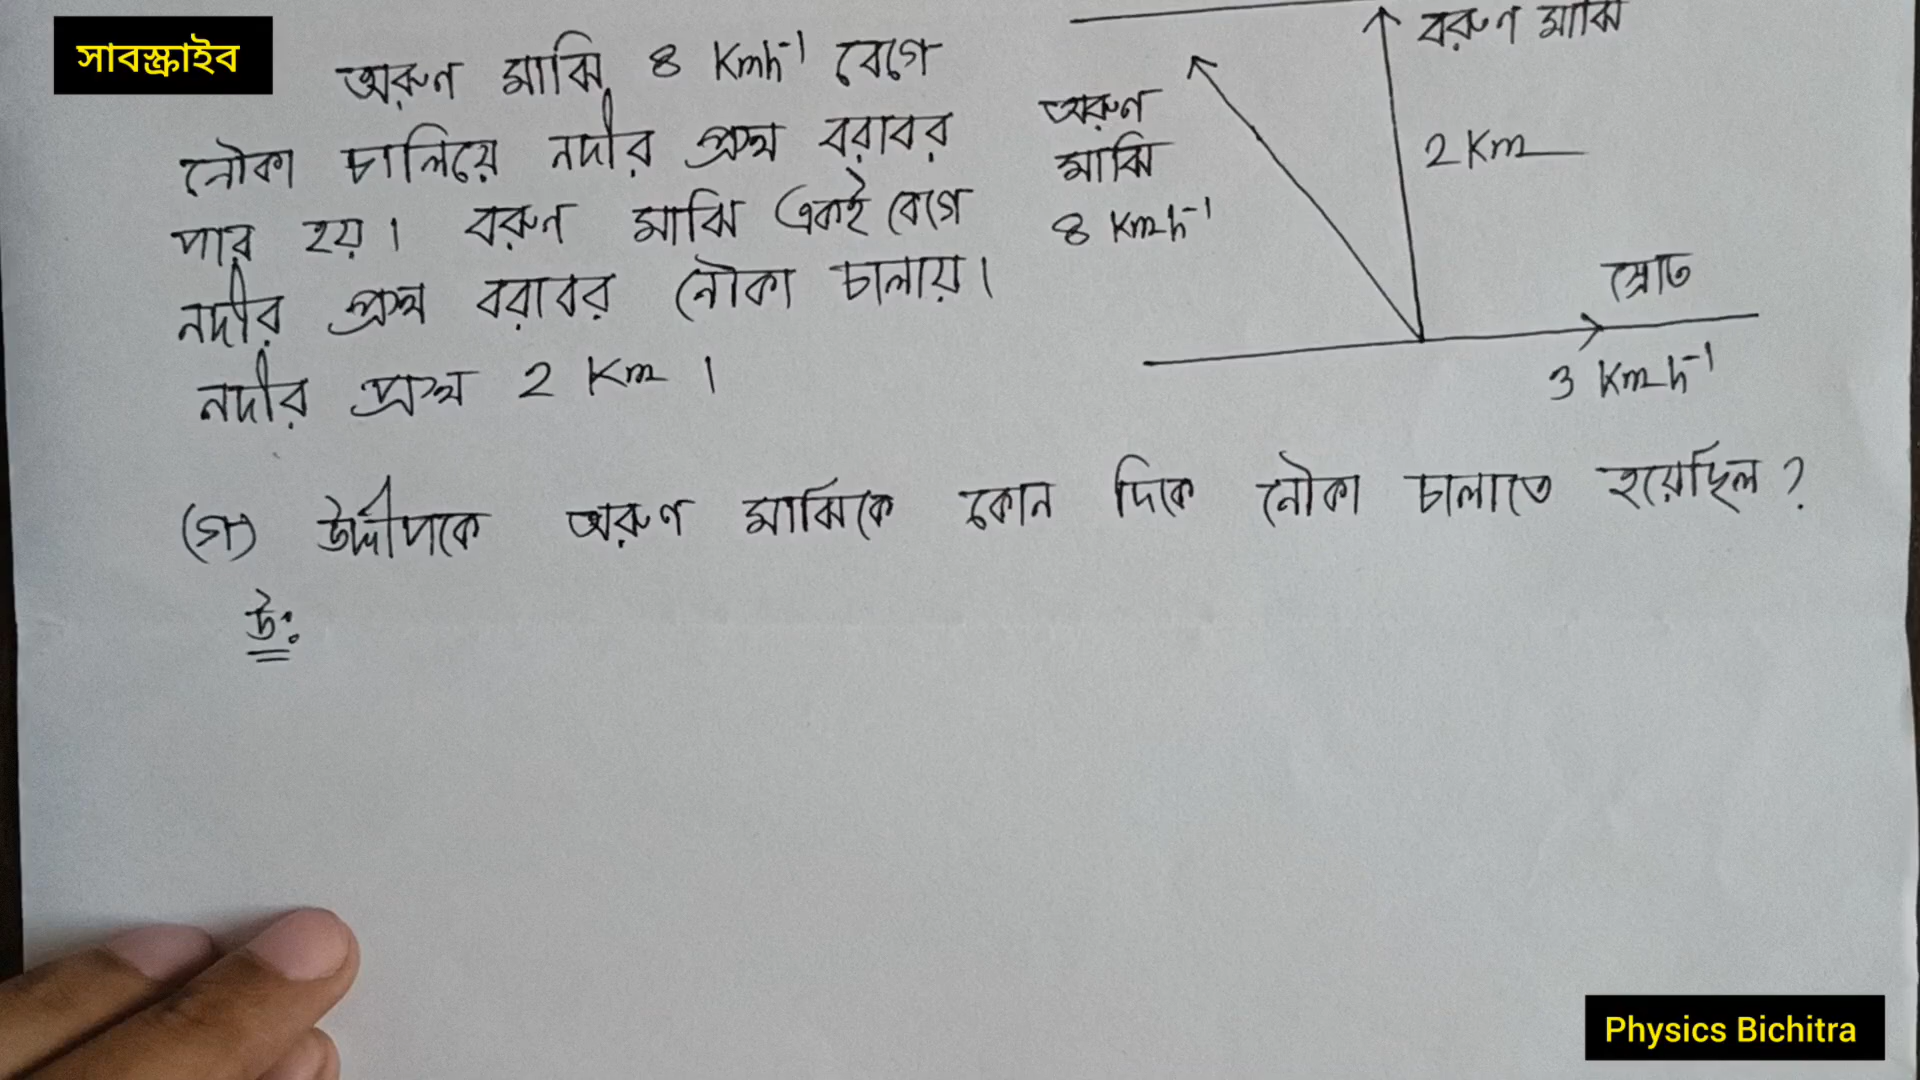 সাবস্ক্রাইব
অরুণ মাঝি 8 Kmh⁻¹ বেগে
নৌকা চালিয়ে নদীর প্রস্থ বরাবর
পার হয়। বরুণ মাঝি একই বেগে
নদীর প্রস্থ বরাবর নৌকা চালায়।
নদীর প্রস্থ 2 Km।
বরুণ মাঝি
অরুণ
মাঝি
8 Kmh⁻¹
2 Km
স্রোত
3 Kmh⁻¹
(গ) উদ্দীপকে অরুণ মাঝিকে কোন দিকে নৌকা চালাতে হয়েছিল?
উঃ
Physics Bichitra